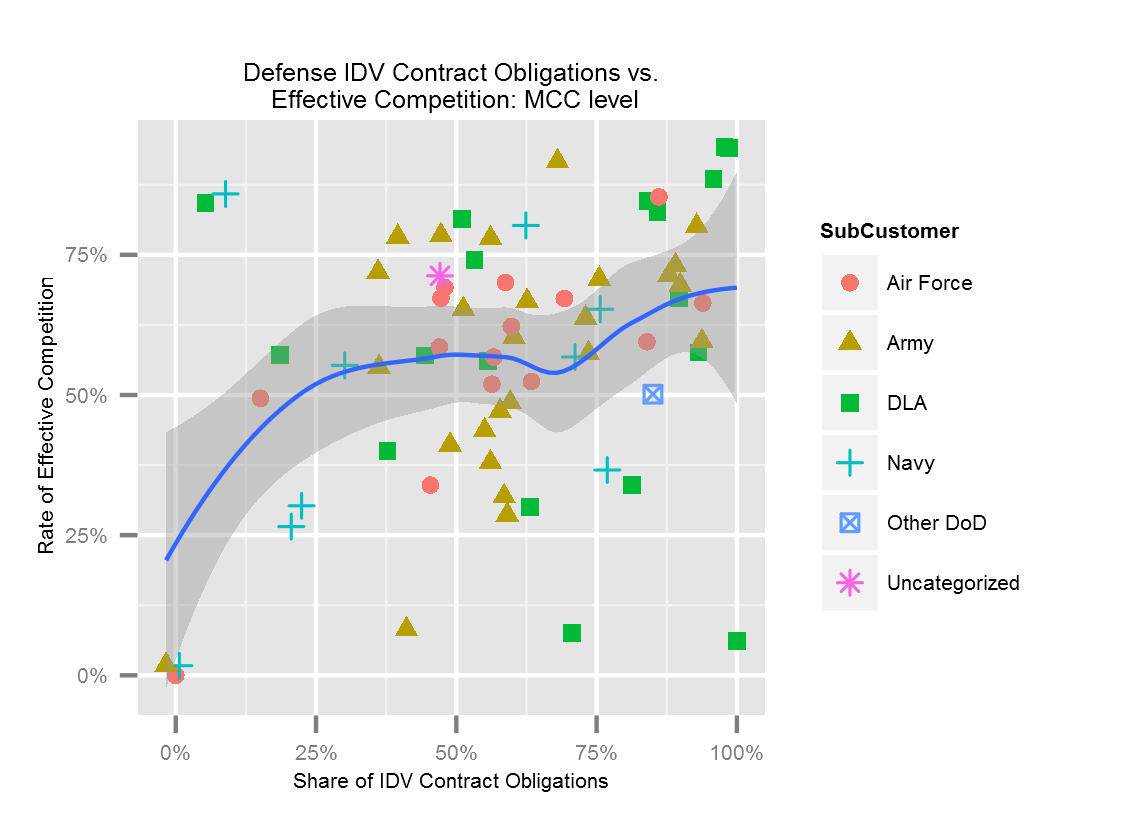 Defense IDV Contract Obligations vs.
Effective Competition: MCC level
Rate of Effective Competition
75%
50%
25%
0%
0% 25% 50% 75% 100%
Share of IDV Contract Obligations
SubCustomer
Air Force
Army
DLA
Navy
Other DoD
Uncategorized